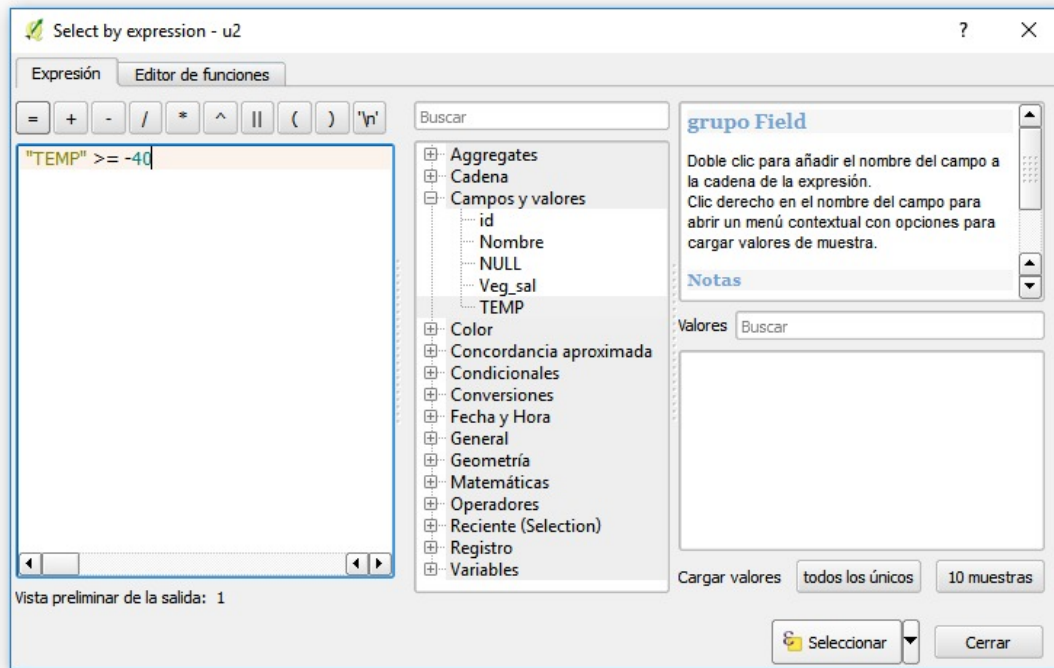 Select by expression - u2
?
Expresión
Editor de funciones
= + - / * ^ || ( ) '\n'
"TEMP" >= -40
Vista preliminar de la salida: 1
Buscar
Aggregates
Cadena
Campos y valores
id
Nombre
NULL
Veg_sal
TEMP
Color
Concordancia aproximada
Condicionales
Conversiones
Fecha y Hora
General
Geometría
Matemáticas
Operadores
Reciente (Selection)
Registro
Variables
grupo Field
Doble clic para añadir el nombre del campo a
la cadena de la expresión.
Clic derecho en el nombre del campo para
abrir un menú contextual con opciones para
cargar valores de muestra.
Notas
Valores Buscar
Cargar valores todos los únicos 10 muestras
Seleccionar Cerrar